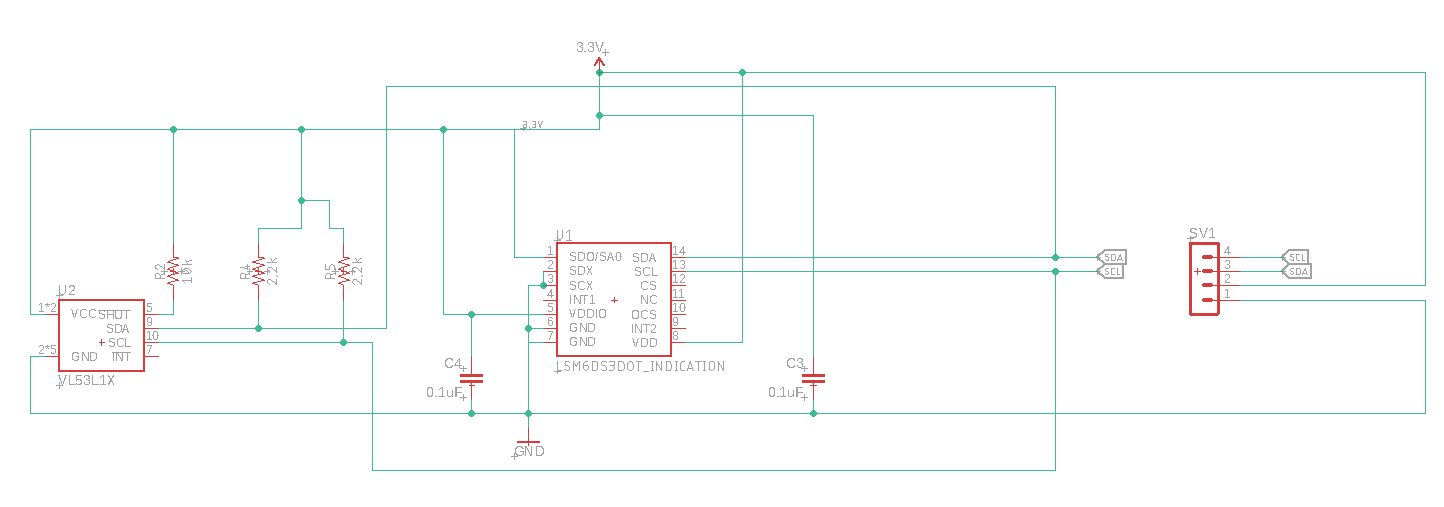 3.3V
3.3V
U1
SV1
1 SDO/SA0 SDA 14
2 SDX SCL 13
3 SCX CS 12
4 INT1 NC 11
5 VDDIO OCS 10
6 GND INT2 9
7 GND VDD 8
LSM6DS3DOT_INDICATION
SDA
SCL
4 SCL
3 SDA
2
1
R2
10k
R4
2.2k
R5
2.2k
U2
1*2 VCC SHUT 5
SDA 9
SCL 10
2*5 GND INT 7
VL53L1X
C4
0.1uF
C3
0.1uF
GND